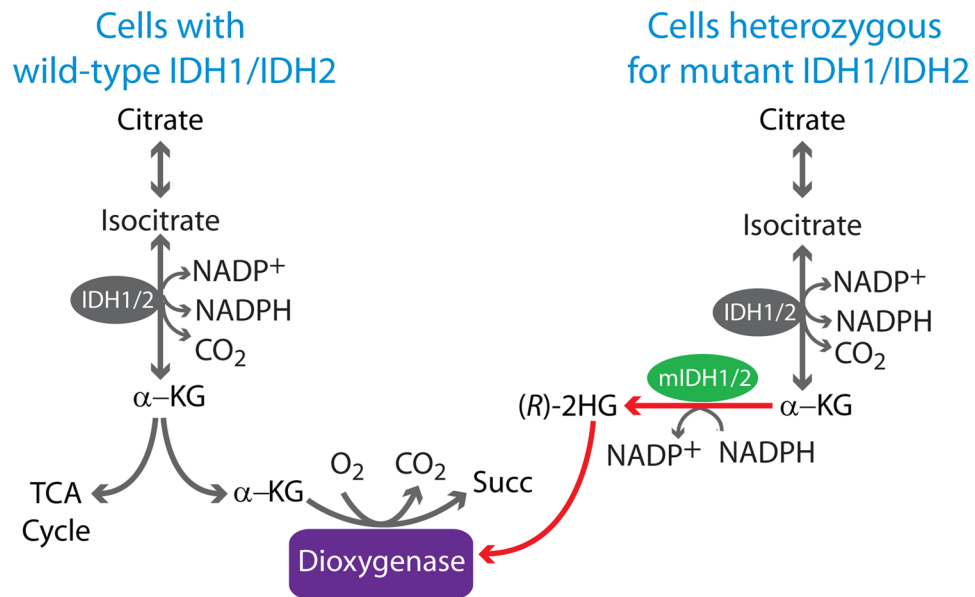 Cells with
wild-type IDH1/IDH2
Citrate
Isocitrate
IDH1/2
NADP⁺
NADPH
CO₂
α–KG
TCA
Cycle
α–KG
O₂
CO₂
Succ
Dioxygenase
Cells heterozygous
for mutant IDH1/IDH2
Citrate
Isocitrate
IDH1/2
NADP⁺
NADPH
CO₂
mIDH1/2
(R)-2HG
α–KG
NADP⁺
NADPH